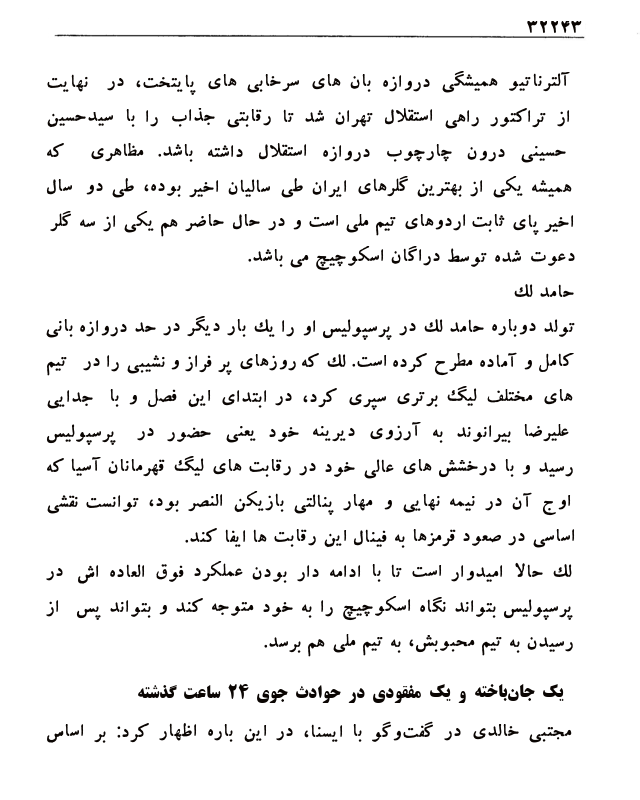 ۳۲۲۴۳
آلترناتیو همیشگی دروازه بان های سرخابی های پایتخت، در نهایت
از تراکتور راهی استقلال تهران شد تا رقابتی جذاب را با سیدحسین
حسینی درون چارچوب دروازه استقلال داشته باشد. مظاهری که
همیشه یکی از بهترین گلرهای ایران طی سالیان اخیر بوده، طی دو سال
اخیر پای ثابت اردوهای تیم ملی است و در حال حاضر هم یکی از سه گلر
دعوت شده توسط دراگان اسکوچیچ می باشد.
حامد لك
تولد دوباره حامد لك در پرسپولیس او را یك بار دیگر در حد دروازه بانی
کامل و آماده مطرح کرده است. لك که روزهای پر فراز و نشیبی را در تیم
های مختلف لیگ برتری سپری کرد، در ابتدای این فصل و با جدایی
علیرضا بیرانوند به آرزوی دیرینه خود یعنی حضور در پرسپولیس
رسید و با درخشش های عالی خود در رقابت های لیگ قهرمانان آسیا که
اوج آن در نیمه نهایی و مهار پنالتی بازیکن النصر بود، توانست نقشی
اساسی در صعود قرمزها به فینال این رقابت ها ایفا کند.
لك حالا امیدوار است تا با ادامه دار بودن عملکرد فوق العاده اش در
پرسپولیس بتواند نگاه اسکوچیچ را به خود متوجه کند و بتواند پس از
رسیدن به تیم محبوبش، به تیم ملی هم برسد.
یک جان‌باخته و یک مفقودی در حوادث جوی ۲۴ ساعت گذشته
مجتبی خالدی در گفت‌وگو با ایسنا، در این باره اظهار کرد: بر اساس